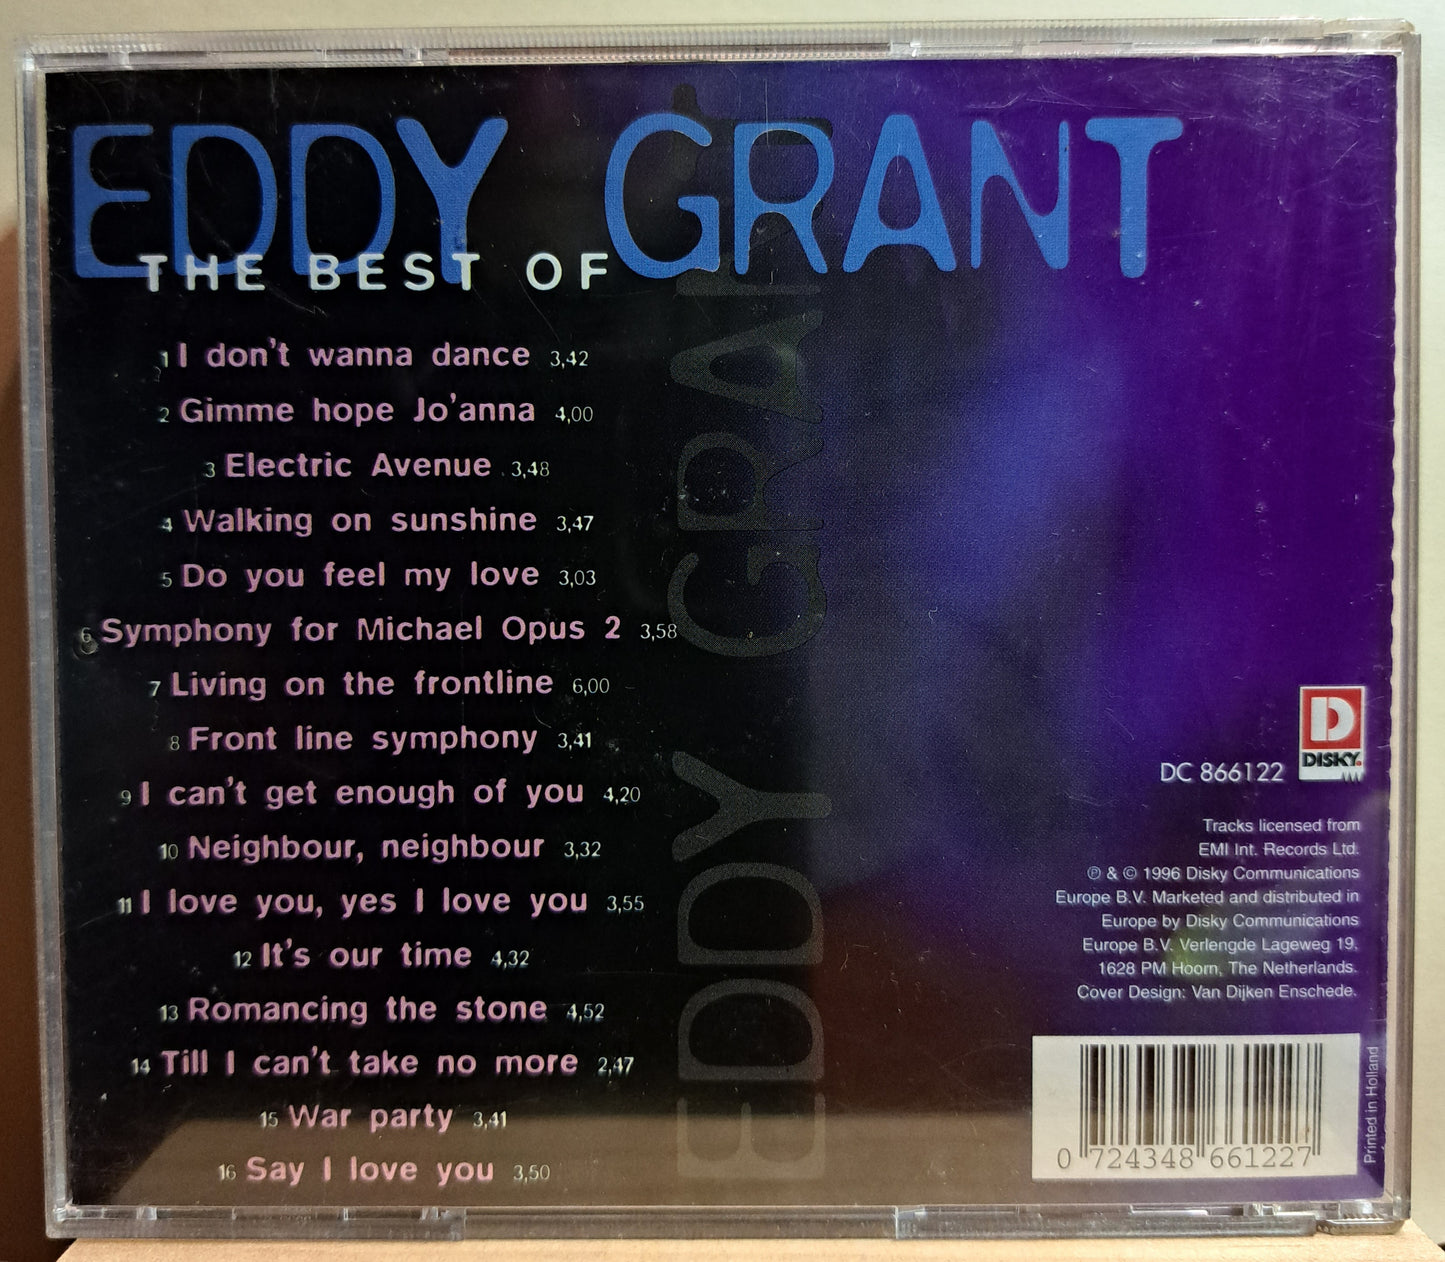 EDDY GRANT
THE BEST OF
EDDY GRANT
1 I don't wanna dance 3,42
2 Gimme hope Jo'anna 4,00
3 Electric Avenue 3,48
4 Walking on sunshine 3,47
5 Do you feel my love 3,03
6 Symphony for Michael Opus 2 3,58
7 Living on the frontline 6,00
8 Front line symphony 3,41
9 I can't get enough of you 4,20
10 Neighbour, neighbour 3,32
11 I love you, yes I love you 3,55
12 It's our time 4,32
13 Romancing the stone 4,52
14 Till I can't take no more 2,47
15 War party 3,41
16 Say I love you 3,50
D
DISKY.
DC 866122
Tracks licensed from
EMI Int. Records Ltd.
℗ & © 1996 Disky Communications
Europe B.V. Marketed and distributed in
Europe by Disky Communications
Europe B.V. Verlengde Lageweg 19,
1628 PM Hoorn, The Netherlands.
Cover Design: Van Dijken Enschede.
0 724348 661227
Printed in Holland